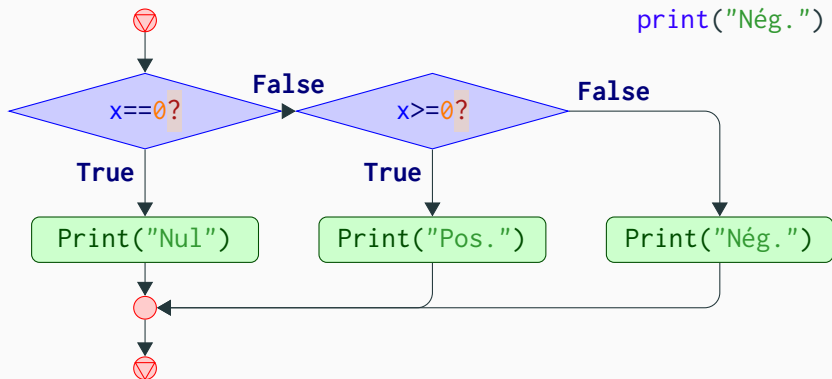 print("Nég.")
False
False
x==0?
x>=0?
True
True
Print("Nul")
Print("Pos.")
Print("Nég.")